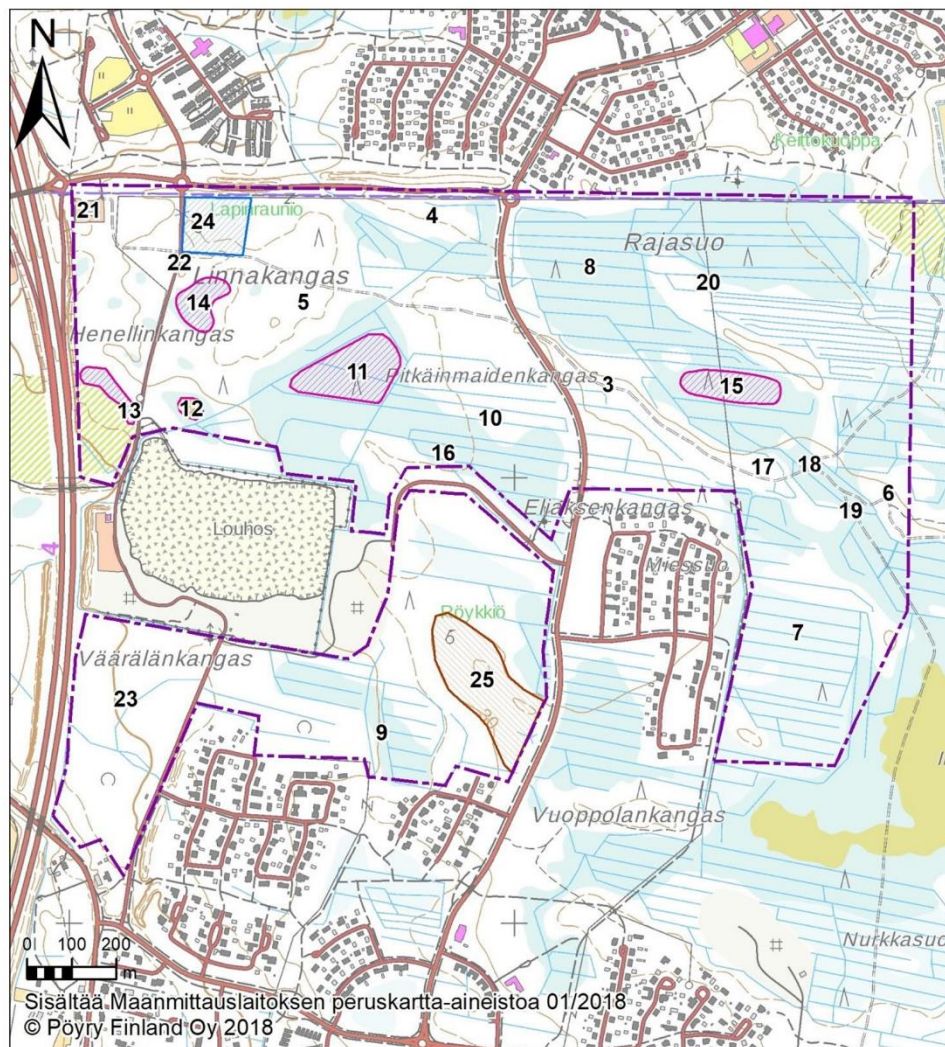 N
Keittokuoppa
21
24
Lapinraunio
4
22
Linnakangas
8
Rajasuo
20
14
5
Henellinkangas
11
Pitkäinmaidenkangas
3
15
13
12
10
16
17
18
6
19
Louhos
Eljäksenkangas
Miessuo
4
Röykkiö
7
Väärälänkangas
25
23
9
Vuoppolankangas
Nurkkasuo
0 100 200
m
Sisältää Maanmittauslaitoksen peruskartta-aineistoa 01/2018
© Pöyry Finland Oy 2018